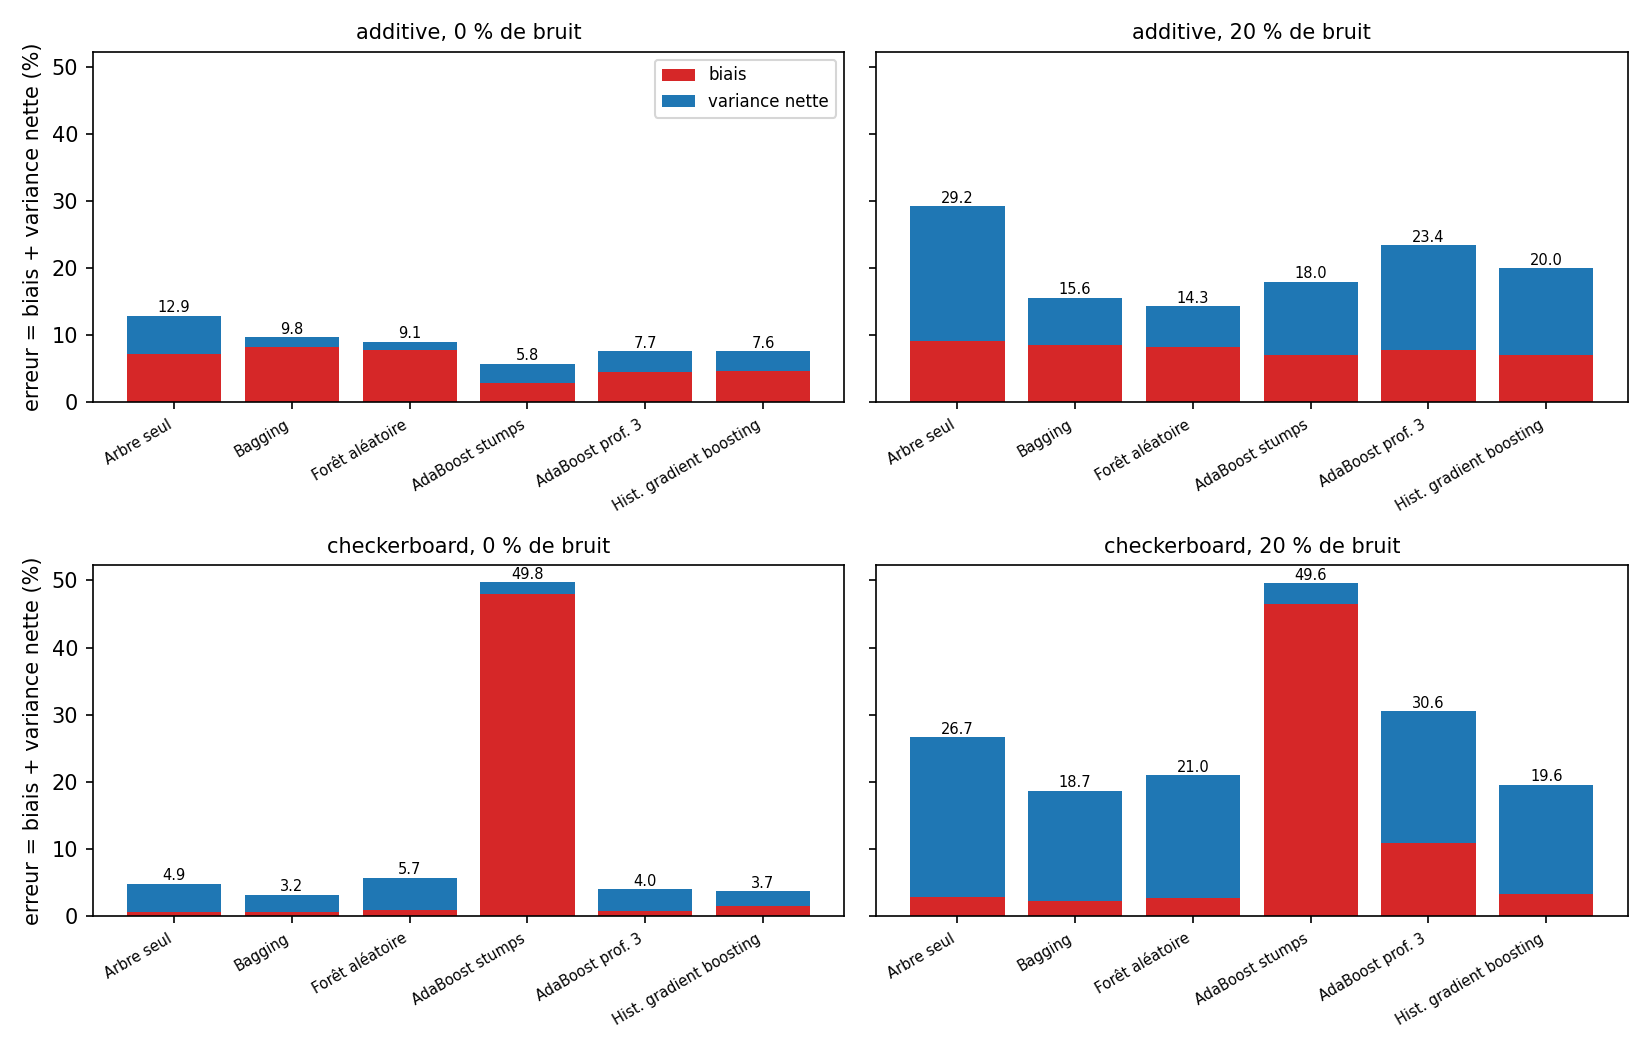 additive, 0 % de bruit
erreur = biais + variance nette (%)
50
40
30
20
10
0
biais
variance nette
12.9
9.8
9.1
5.8
7.7
7.6
Arbre seul
Bagging
Forêt aléatoire
AdaBoost stumps
AdaBoost prof. 3
Hist. gradient boosting
additive, 20 % de bruit
29.2
15.6
14.3
18.0
23.4
20.0
Arbre seul
Bagging
Forêt aléatoire
AdaBoost stumps
AdaBoost prof. 3
Hist. gradient boosting
checkerboard, 0 % de bruit
erreur = biais + variance nette (%)
50
40
30
20
10
0
4.9
3.2
5.7
49.8
4.0
3.7
Arbre seul
Bagging
Forêt aléatoire
AdaBoost stumps
AdaBoost prof. 3
Hist. gradient boosting
checkerboard, 20 % de bruit
26.7
18.7
21.0
49.6
30.6
19.6
Arbre seul
Bagging
Forêt aléatoire
AdaBoost stumps
AdaBoost prof. 3
Hist. gradient boosting